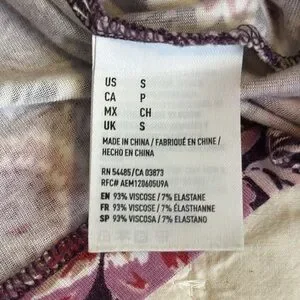 US S
CA P
MX CH
UK S
MADE IN CHINA / FABRIQUÉ EN CHINE /
HECHO EN CHINA
RN 54485/CA 03873
RFC# AEM120605U9A
EN 93% VISCOSE / 7% ELASTANE
FR 93% VISCOSE / 7% ÉLASTHANNE
SP 93% VISCOSA / 7% ELASTANO